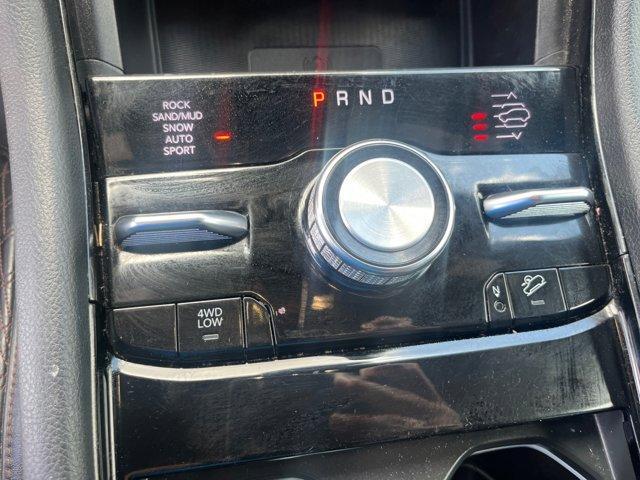 ROCK
SAND/MUD
SNOW
AUTO
SPORT
P R N D
4WD
LOW
N